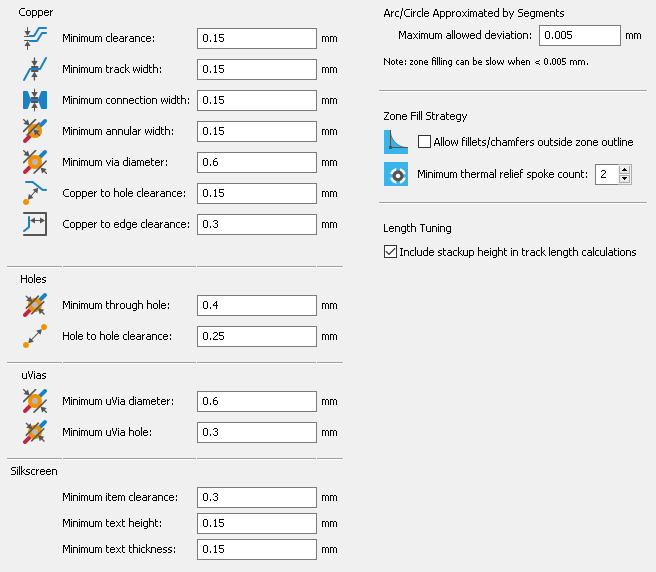 Copper
Minimum clearance: 0.15 mm
Minimum track width: 0.15 mm
Minimum connection width: 0.15 mm
Minimum annular width: 0.15 mm
Minimum via diameter: 0.6 mm
Copper to hole clearance: 0.15 mm
Copper to edge clearance: 0.3 mm
Holes
Minimum through hole: 0.4 mm
Hole to hole clearance: 0.25 mm
uVias
Minimum uVia diameter: 0.6 mm
Minimum uVia hole: 0.3 mm
Silkscreen
Minimum item clearance: 0.3 mm
Minimum text height: 0.15 mm
Minimum text thickness: 0.15 mm
Arc/Circle Approximated by Segments
Maximum allowed deviation: 0.005 mm
Note: zone filling can be slow when < 0.005 mm.
Zone Fill Strategy
Allow fillets/chamfers outside zone outline
Minimum thermal relief spoke count: 2
Length Tuning
Include stackup height in track length calculations